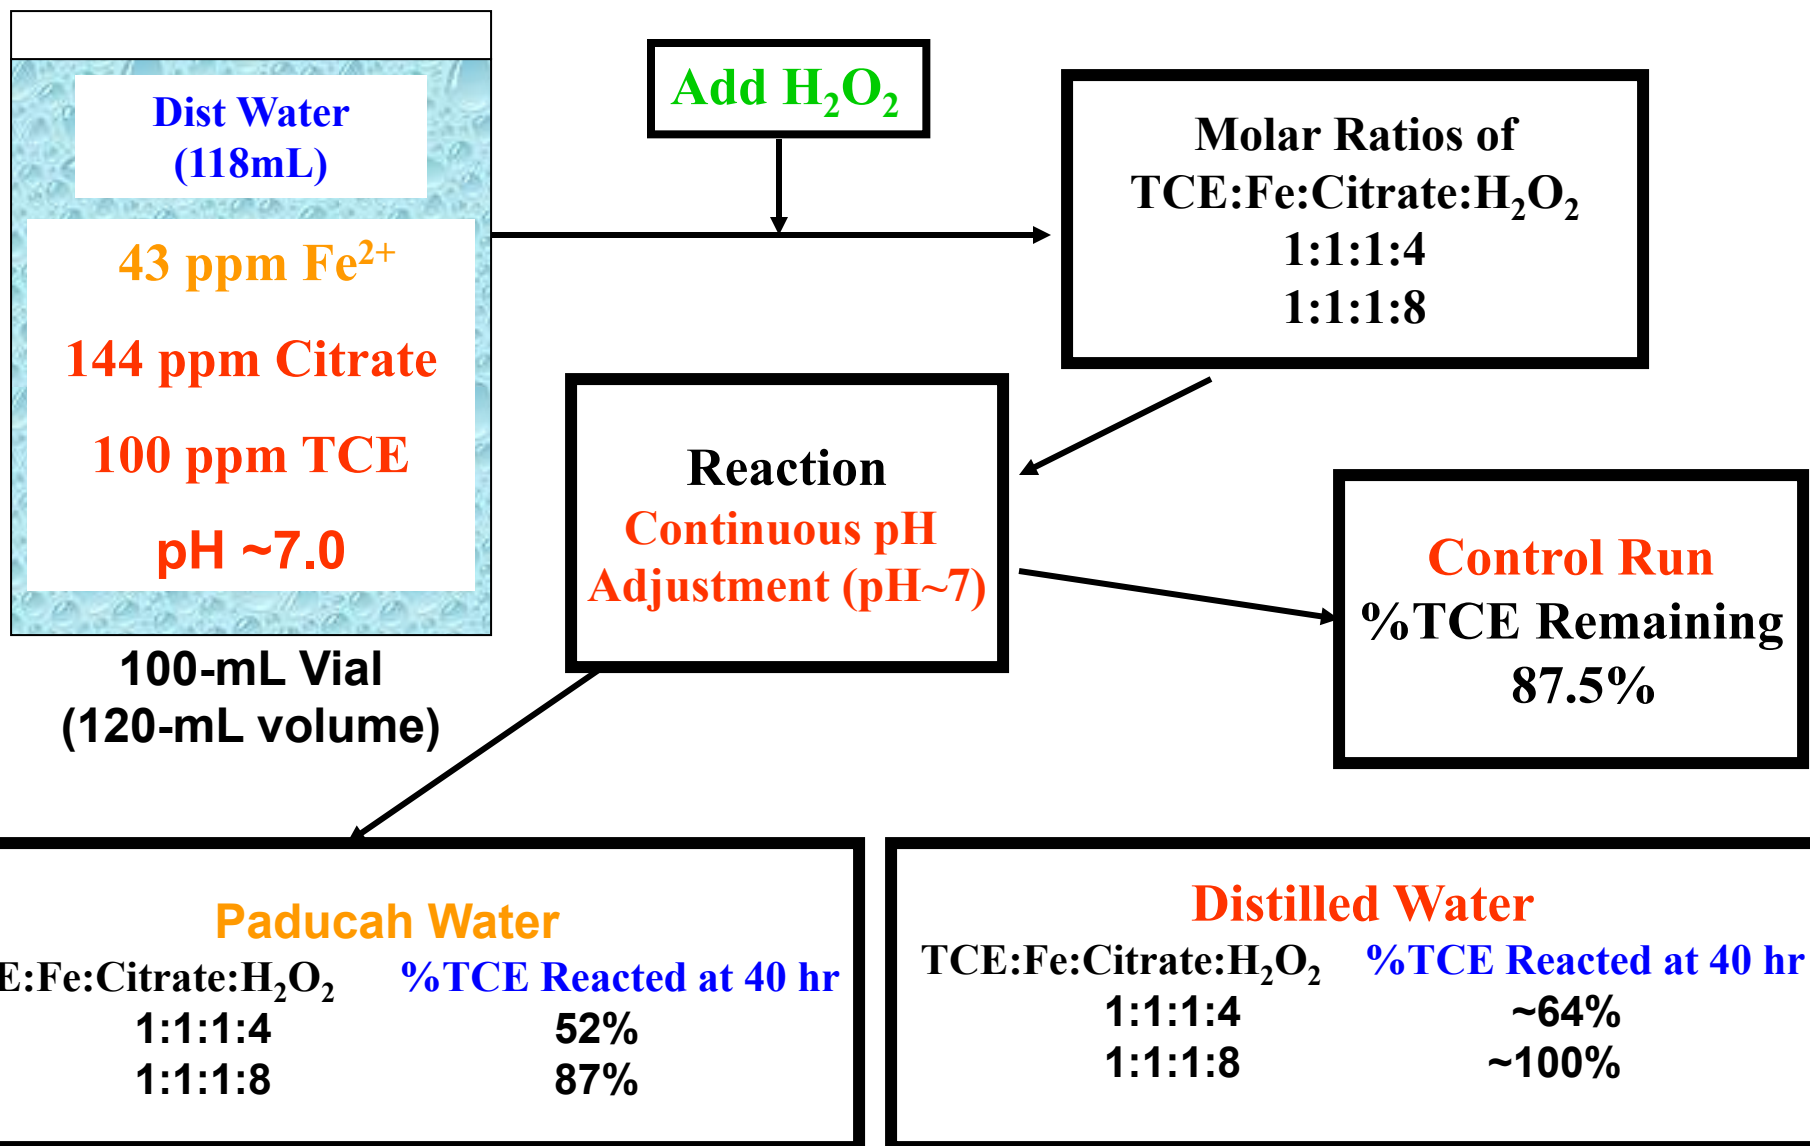 Dist Water
(118mL)
43 ppm Fe²⁺
144 ppm Citrate
100 ppm TCE
pH ~7.0
100-mL Vial
(120-mL volume)
Add H₂O₂
Molar Ratios of
TCE:Fe:Citrate:H₂O₂
1:1:1:4
1:1:1:8
Reaction
Continuous pH
Adjustment (pH~7)
Control Run
%TCE Remaining
87.5%
Paducah Water
E:Fe:Citrate:H₂O₂ %TCE Reacted at 40 hr
1:1:1:4 52%
1:1:1:8 87%
Distilled Water
TCE:Fe:Citrate:H₂O₂ %TCE Reacted at 40 hr
1:1:1:4 ~64%
1:1:1:8 ~100%